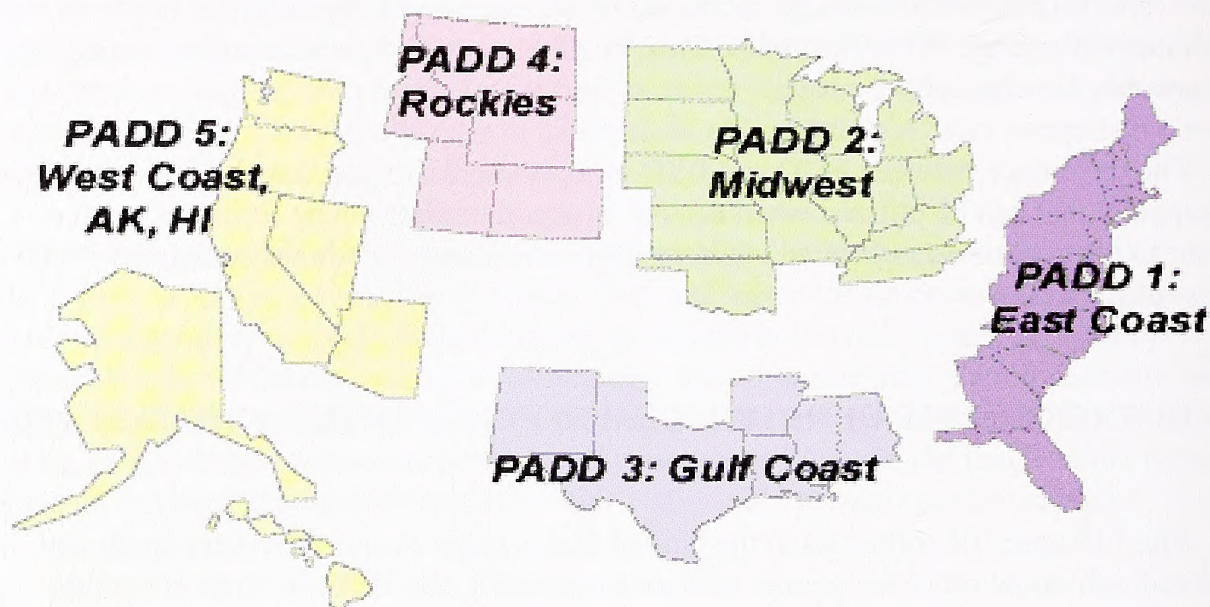 PADD 4:
Rockies
PADD 5:
West Coast,
AK, HI
PADD 2:
Midwest
PADD 1:
East Coast
PADD 3: Gulf Coast